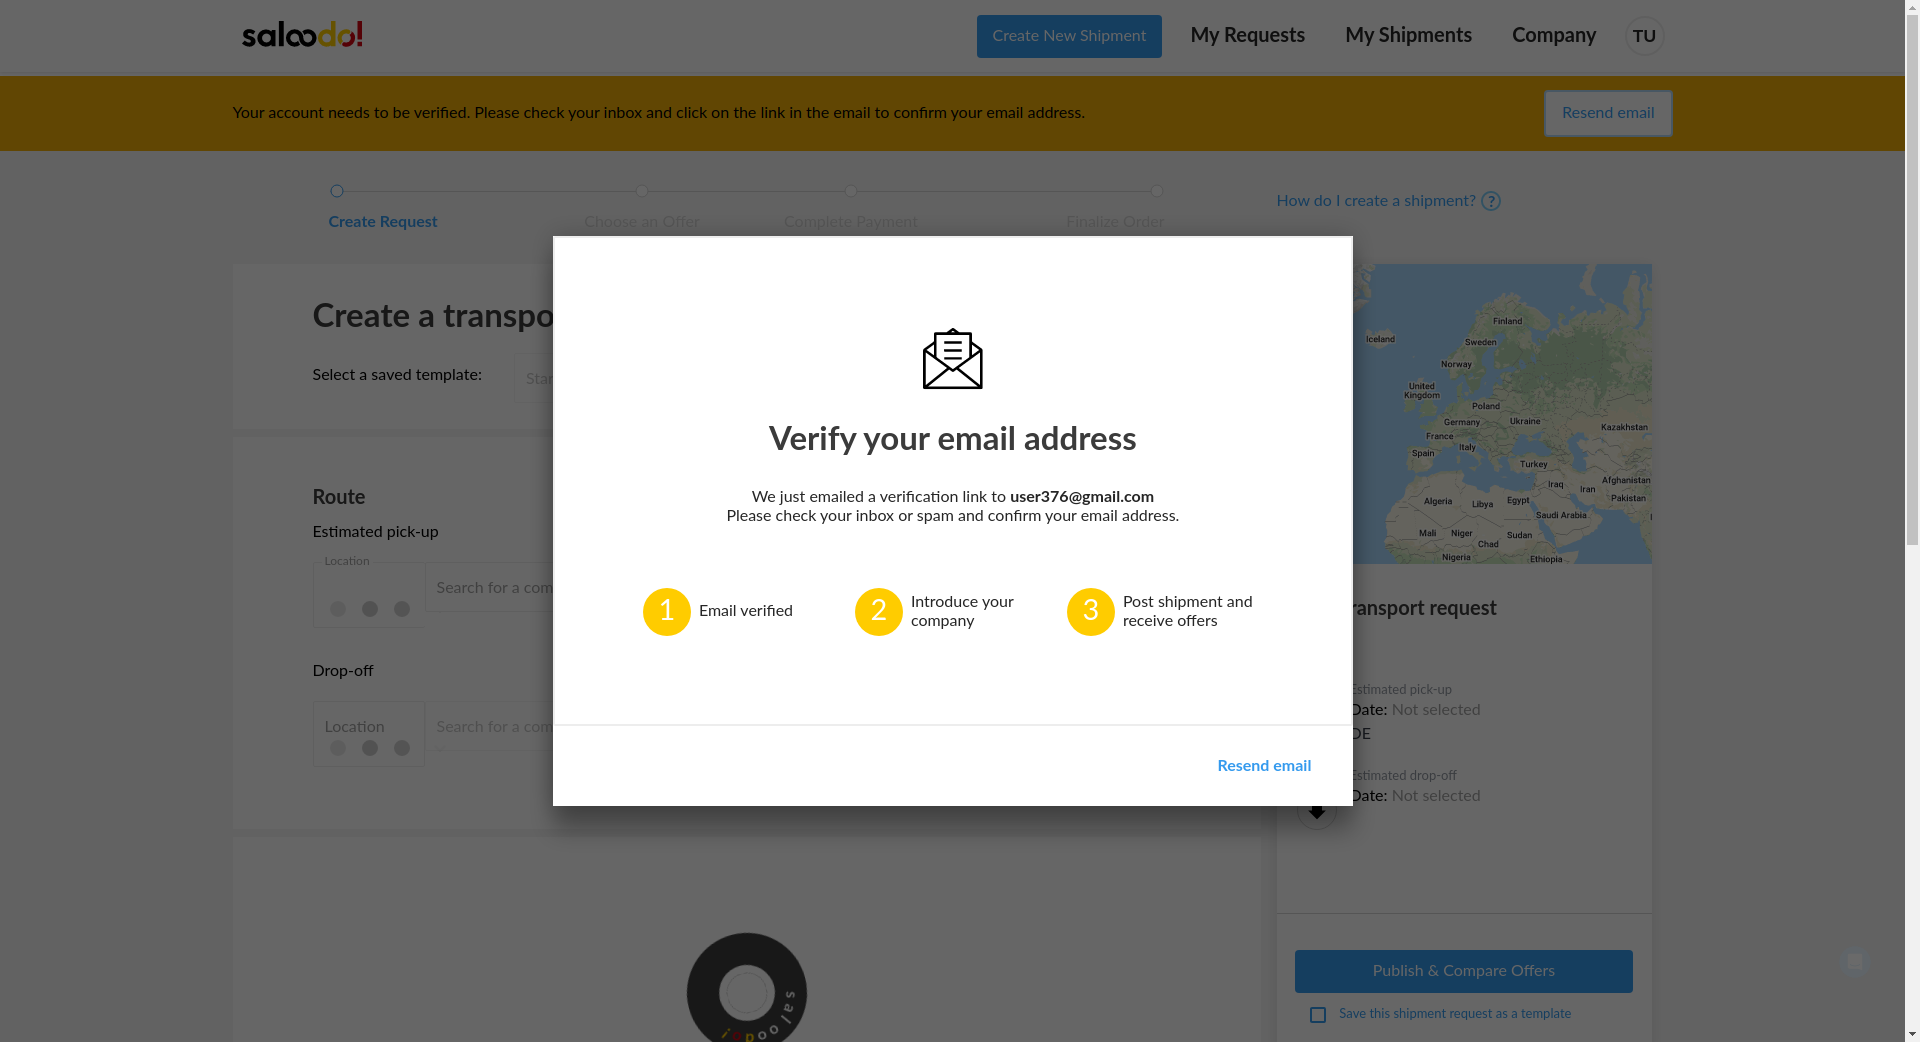 saloodo!
Create New Shipment
My Requests
My Shipments
Company
TU
Your account needs to be verified. Please check your inbox and click on the link in the email to confirm your email address.
Resend email
Create Request
Choose an Offer
Complete Payment
Finalize Order
How do I create a shipment? ?
Create a transpo
Select a saved template:
Star
Route
Estimated pick-up
Location
Search for a com
Drop-off
Location
Search for a com
Verify your email address
We just emailed a verification link to user376@gmail.com
Please check your inbox or spam and confirm your email address.
1
Email verified
2
Introduce your
company
3
Post shipment and
receive offers
Resend email
Iceland
Finland
Sweden
Norway
United
Kingdom
Poland
Germany
Ukraine
Kazakhstan
France
Italy
Spain
Turkey
Afghanistan
Iraq
Iran
Pakistan
Algeria
Libya
Egypt
Saudi Arabia
Mali
Niger
Chad
Sudan
Nigeria
Ethiopia
ransport request
Estimated pick-up
Date: Not selected
DE
Estimated drop-off
Date: Not selected
Publish & Compare Offers
Save this shipment request as a template
saloodo!